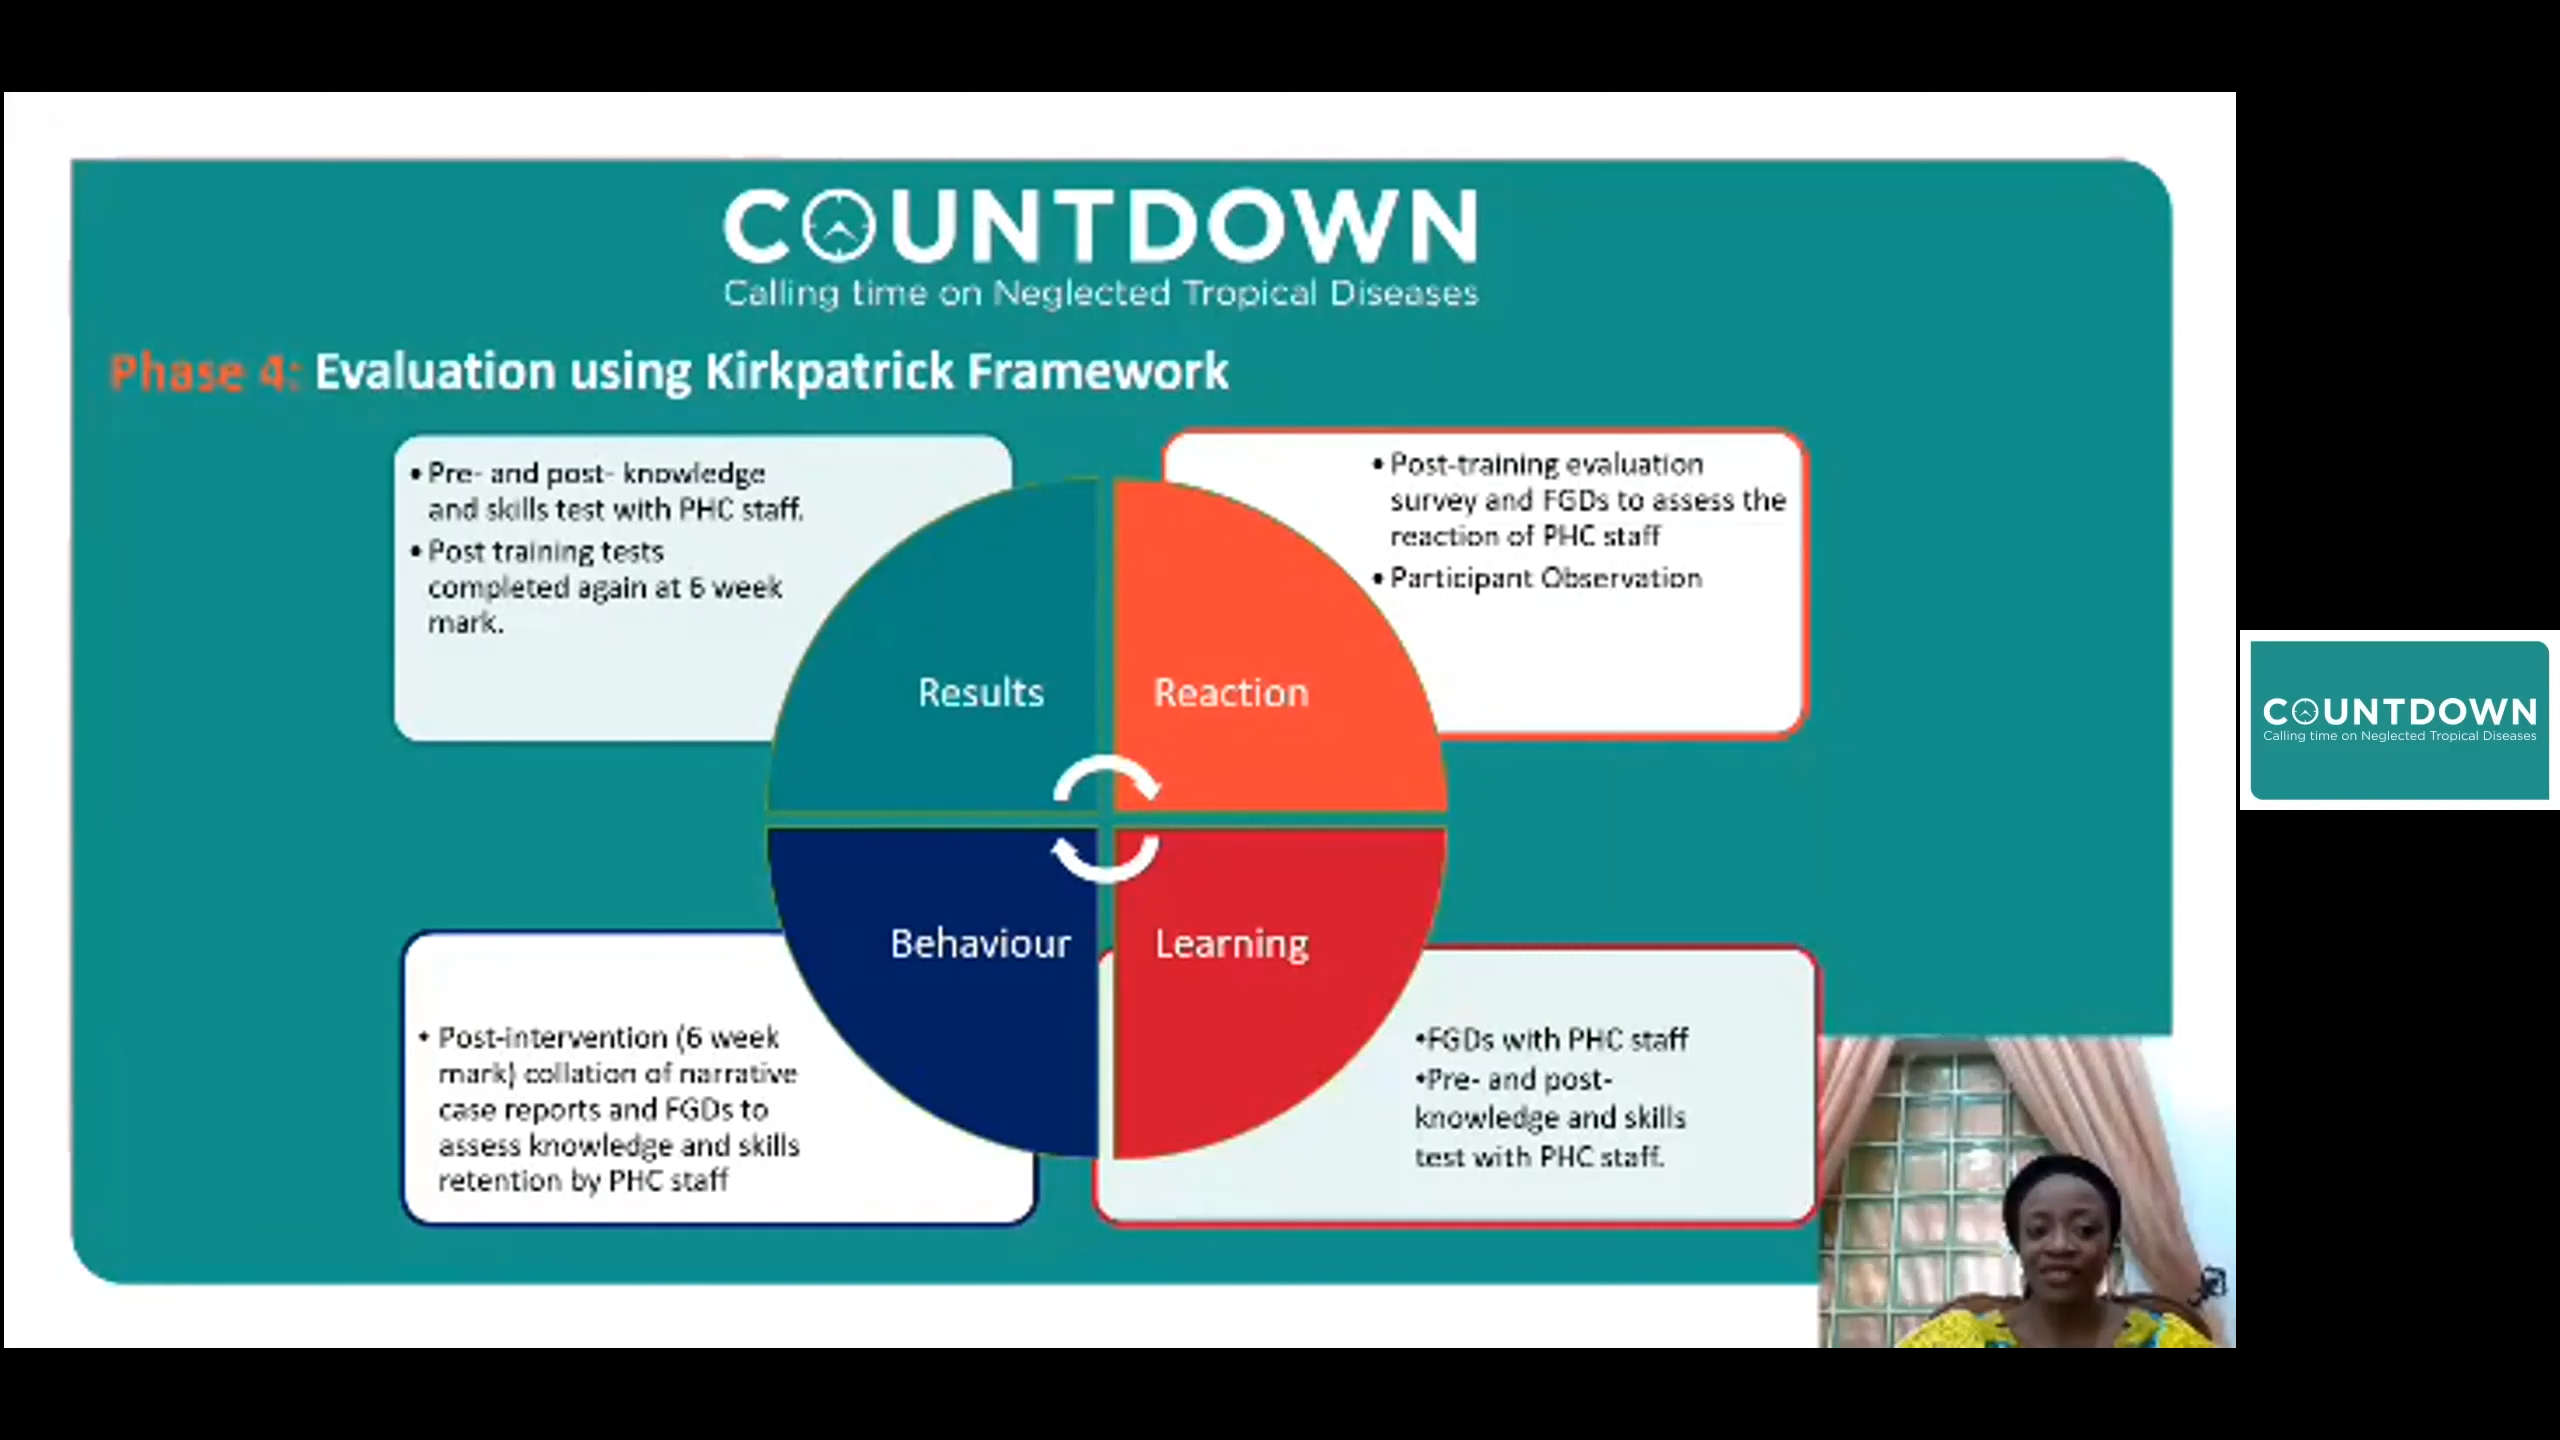 COUNTDOWN
Calling time on Neglected Tropical Diseases
Phase 4: Evaluation using Kirkpatrick Framework
• Pre- and post- knowledge
and skills test with PHC staff.
• Post training tests
completed again at 6 week
mark.
• Post-training evaluation
survey and FGDs to assess the
reaction of PHC staff
• Participant Observation
Results
Reaction
Behaviour
Learning
• Post-intervention (6 week
mark) collation of narrative
case reports and FGDs to
assess knowledge and skills
retention by PHC staff
•FGDs with PHC staff
•Pre- and post-
knowledge and skills
test with PHC staff.
COUNTDOWN
Calling time on Neglected Tropical Diseases